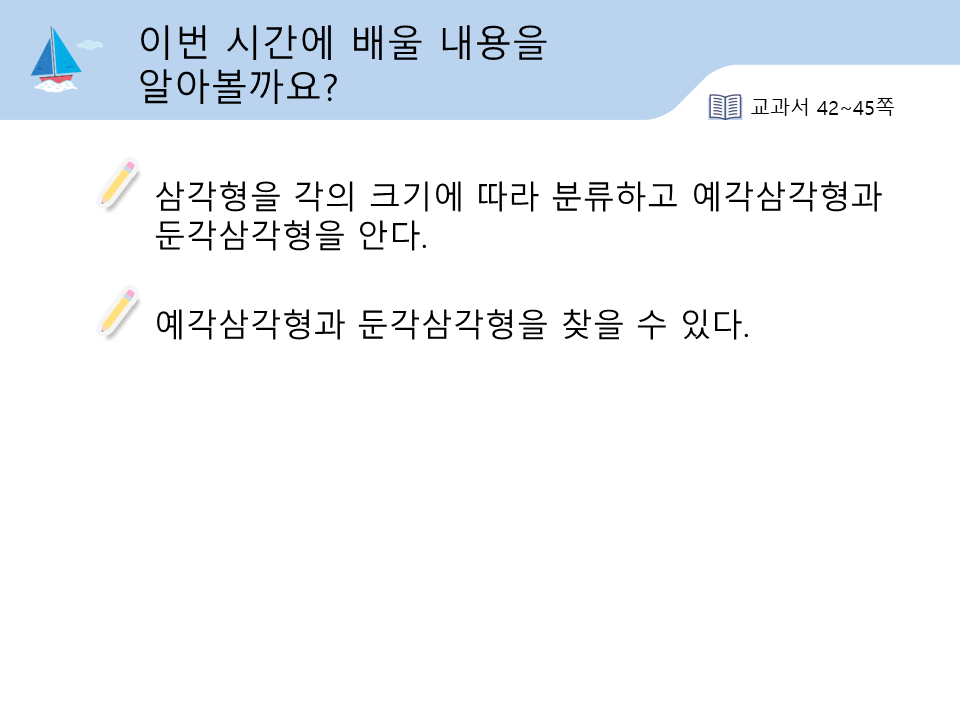 이번 시간에 배울 내용을
알아볼까요?
교과서 42~45쪽
삼각형을 각의 크기에 따라 분류하고 예각삼각형과
둔각삼각형을 안다.
예각삼각형과 둔각삼각형을 찾을 수 있다.